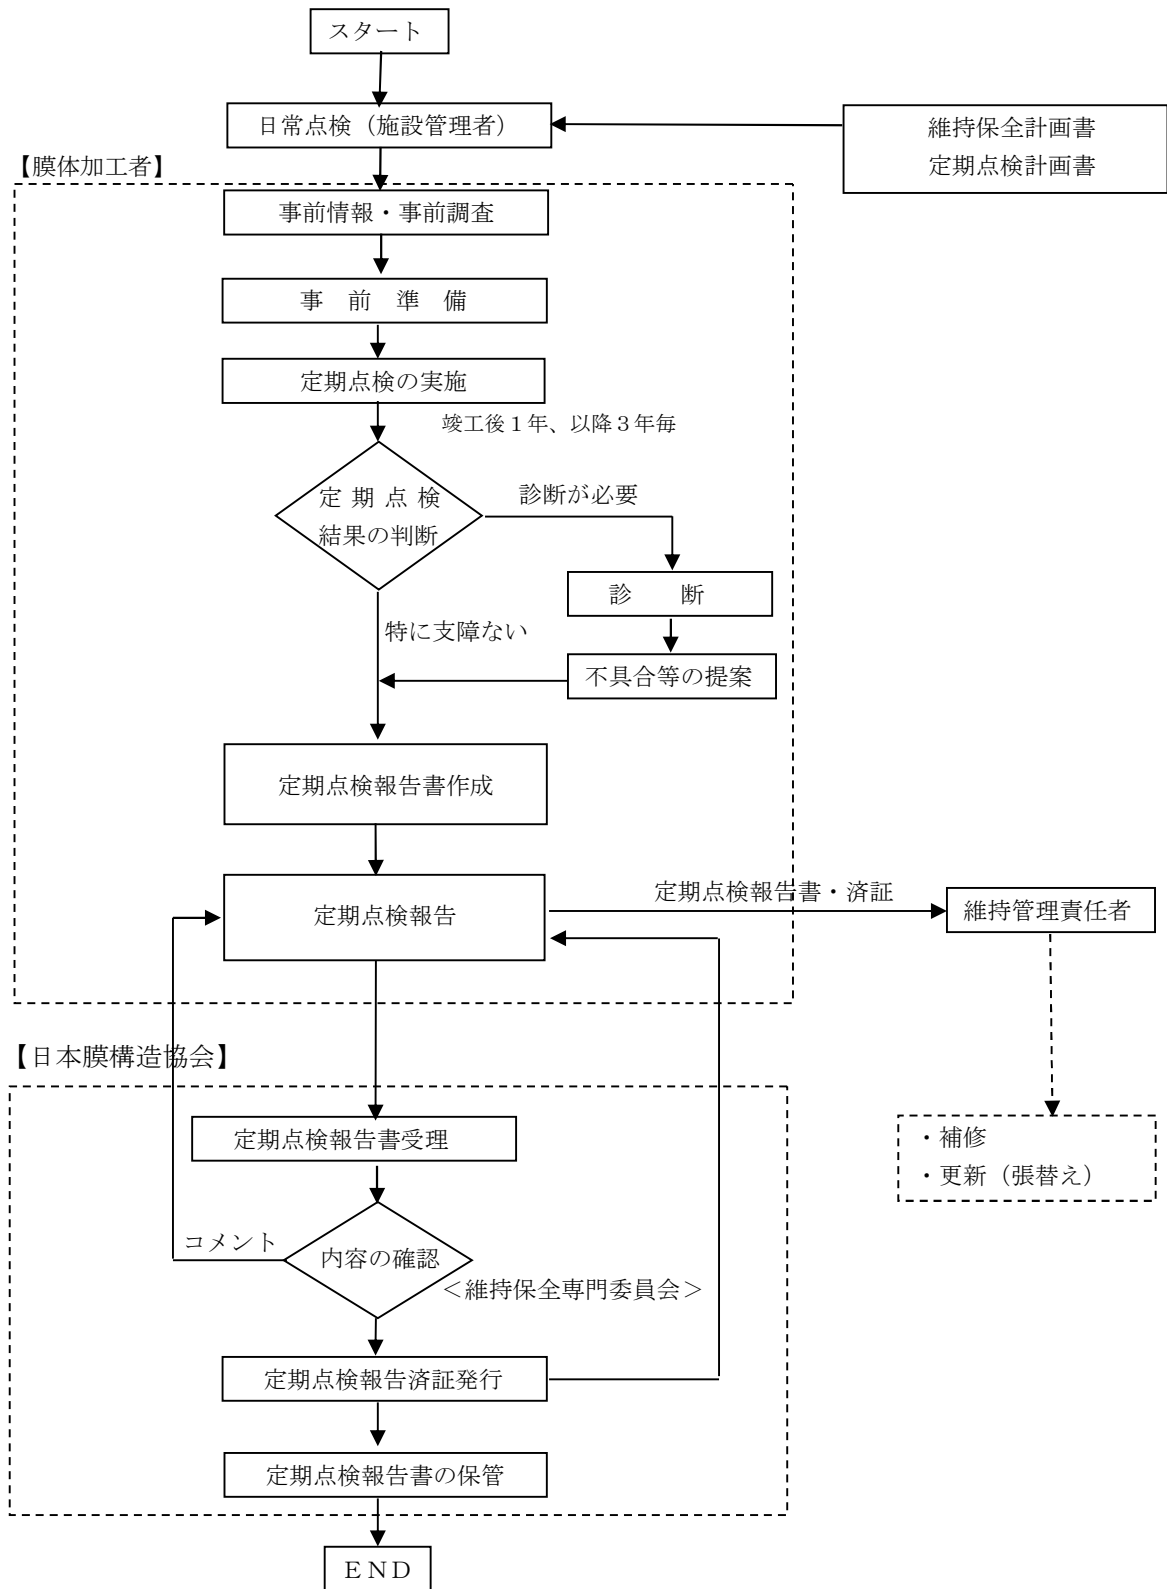 スタート
日常点検（施設管理者）
維持保全計画書
定期点検計画書
【膜体加工者】
事前情報・事前調査
事　前　準　備
定期点検の実施
竣工後１年、以降３年毎
定 期 点 検
結果の判断
診断が必要
診　　断
特に支障ない
不具合等の提案
定期点検報告書作成
定期点検報告書・済証
定期点検報告
維持管理責任者
【日本膜構造協会】
定期点検報告書受理
・補修
・更新（張替え）
コメント
内容の確認
＜維持保全専門委員会＞
定期点検報告済証発行
定期点検報告書の保管
ＥＮＤ